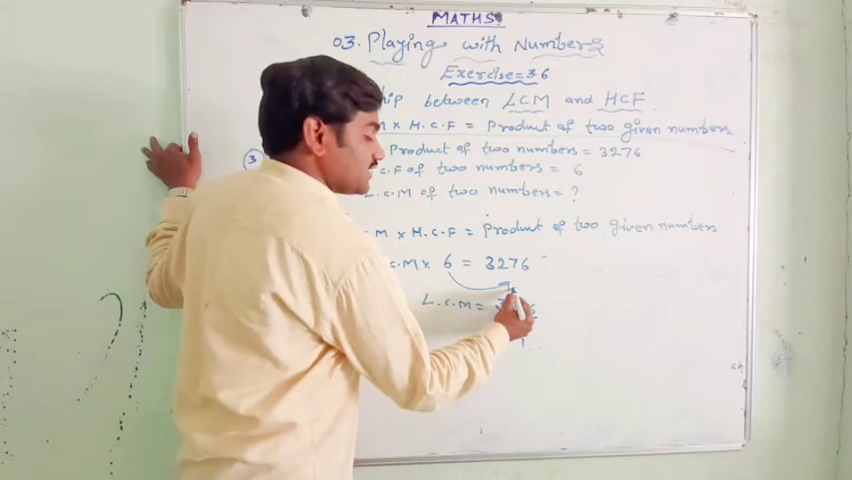 MATHS
03. Playing with Numbers
Exercise=36
between LCM and HCF
M x H.C.F = Product of two given numbers
3 Product of two numbers = 3276
C.F of two numbers = 6
L.C.M of two numbers = ?
M x H.C.F = Product of two given numbers
C.M x 6 = 3276
L.C.M =